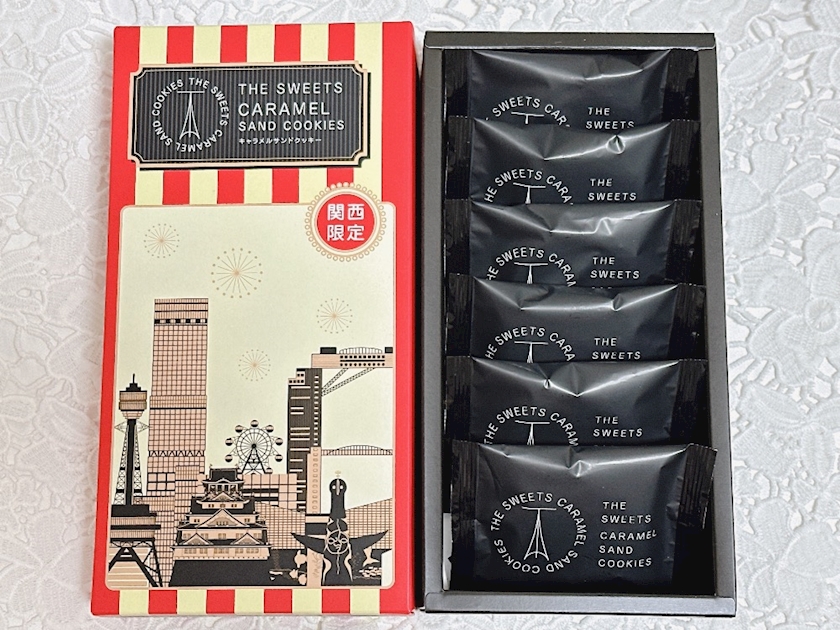 THE SWEETS CARAMEL SAND COOKIES
THE SWEETS
CARAMEL
SAND COOKIES
キャラメルサンドクッキー
関西
限定
SWEETS CARA
THE
SWEETS
THE SWEETS CARA
THE
SWEETS
THE SWEETS CARAM
THE
SWEETS
THE SWEETS CARA
THE
SWEETS
THE SWEETS CARAM
THE
SWEETS
THE SWEETS CARAMEL SAND COOKIES
THE
SWEETS
CARAMEL
SAND
COOKIES